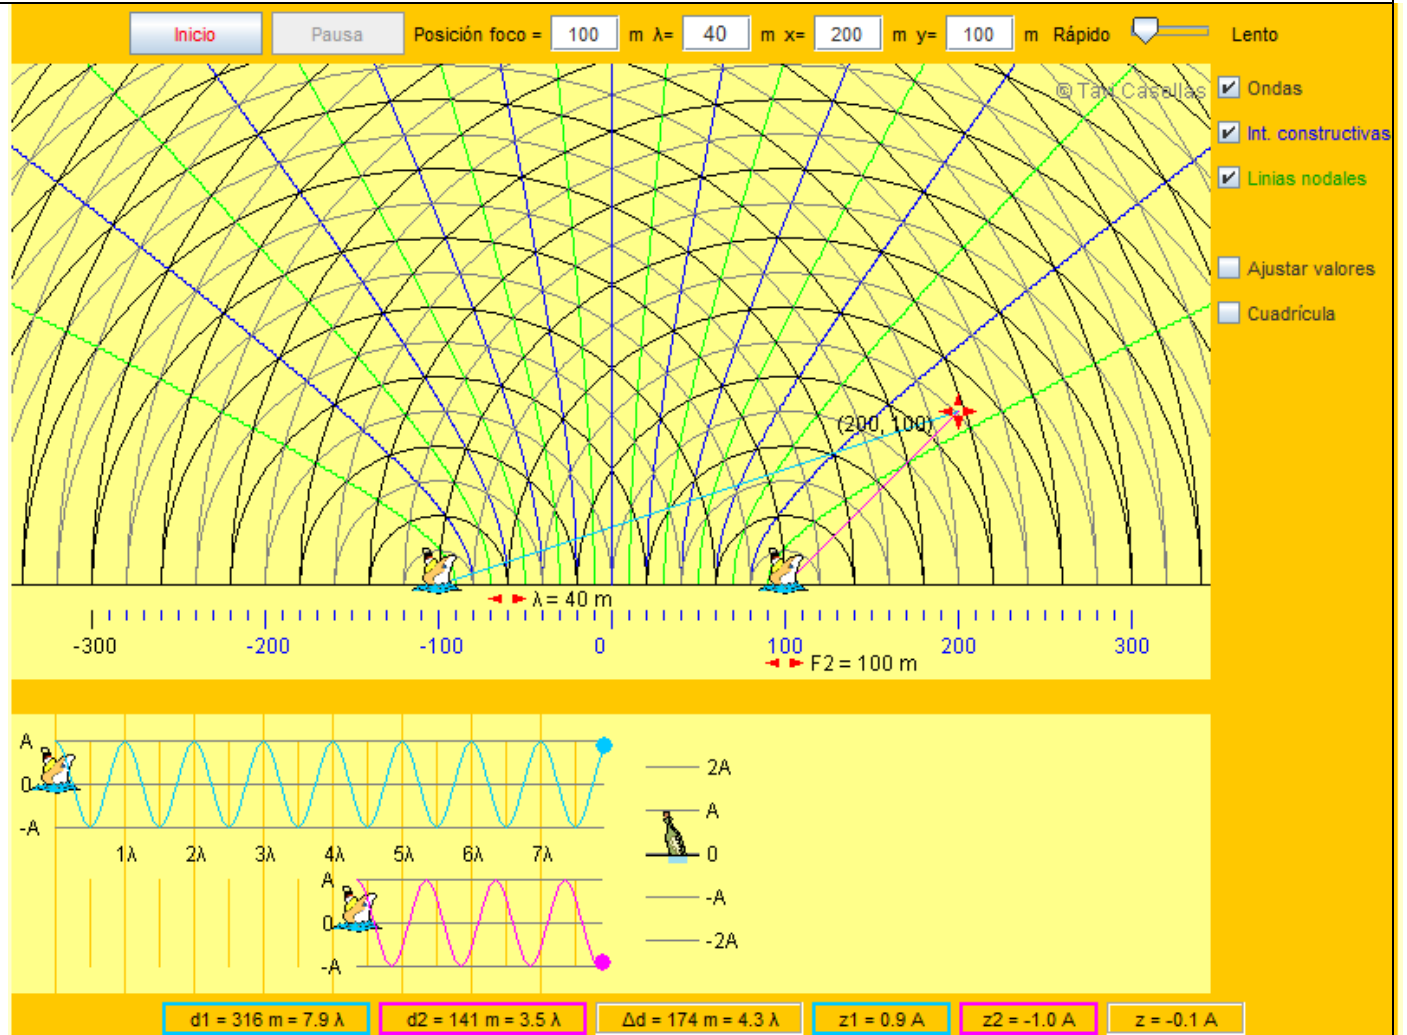 Inicio Pausa Posición foco = 100 m λ= 40 m x= 200 m y= 100 m Rápido Lento
© Tavi Casellas
Ondas
Int. constructivas
Linias nodales
Ajustar valores
Cuadrícula
(200, 100)
λ = 40 m
-300 -200 -100 0 100 200 300
F2 = 100 m
A
0
-A
1λ 2λ 3λ 4λ 5λ 6λ 7λ
A
0
-A
2A
A
0
-A
-2A
d1 = 316 m = 7.9 λ d2 = 141 m = 3.5 λ Δd = 174 m = 4.3 λ z1 = 0.9 A z2 = -1.0 A z = -0.1 A